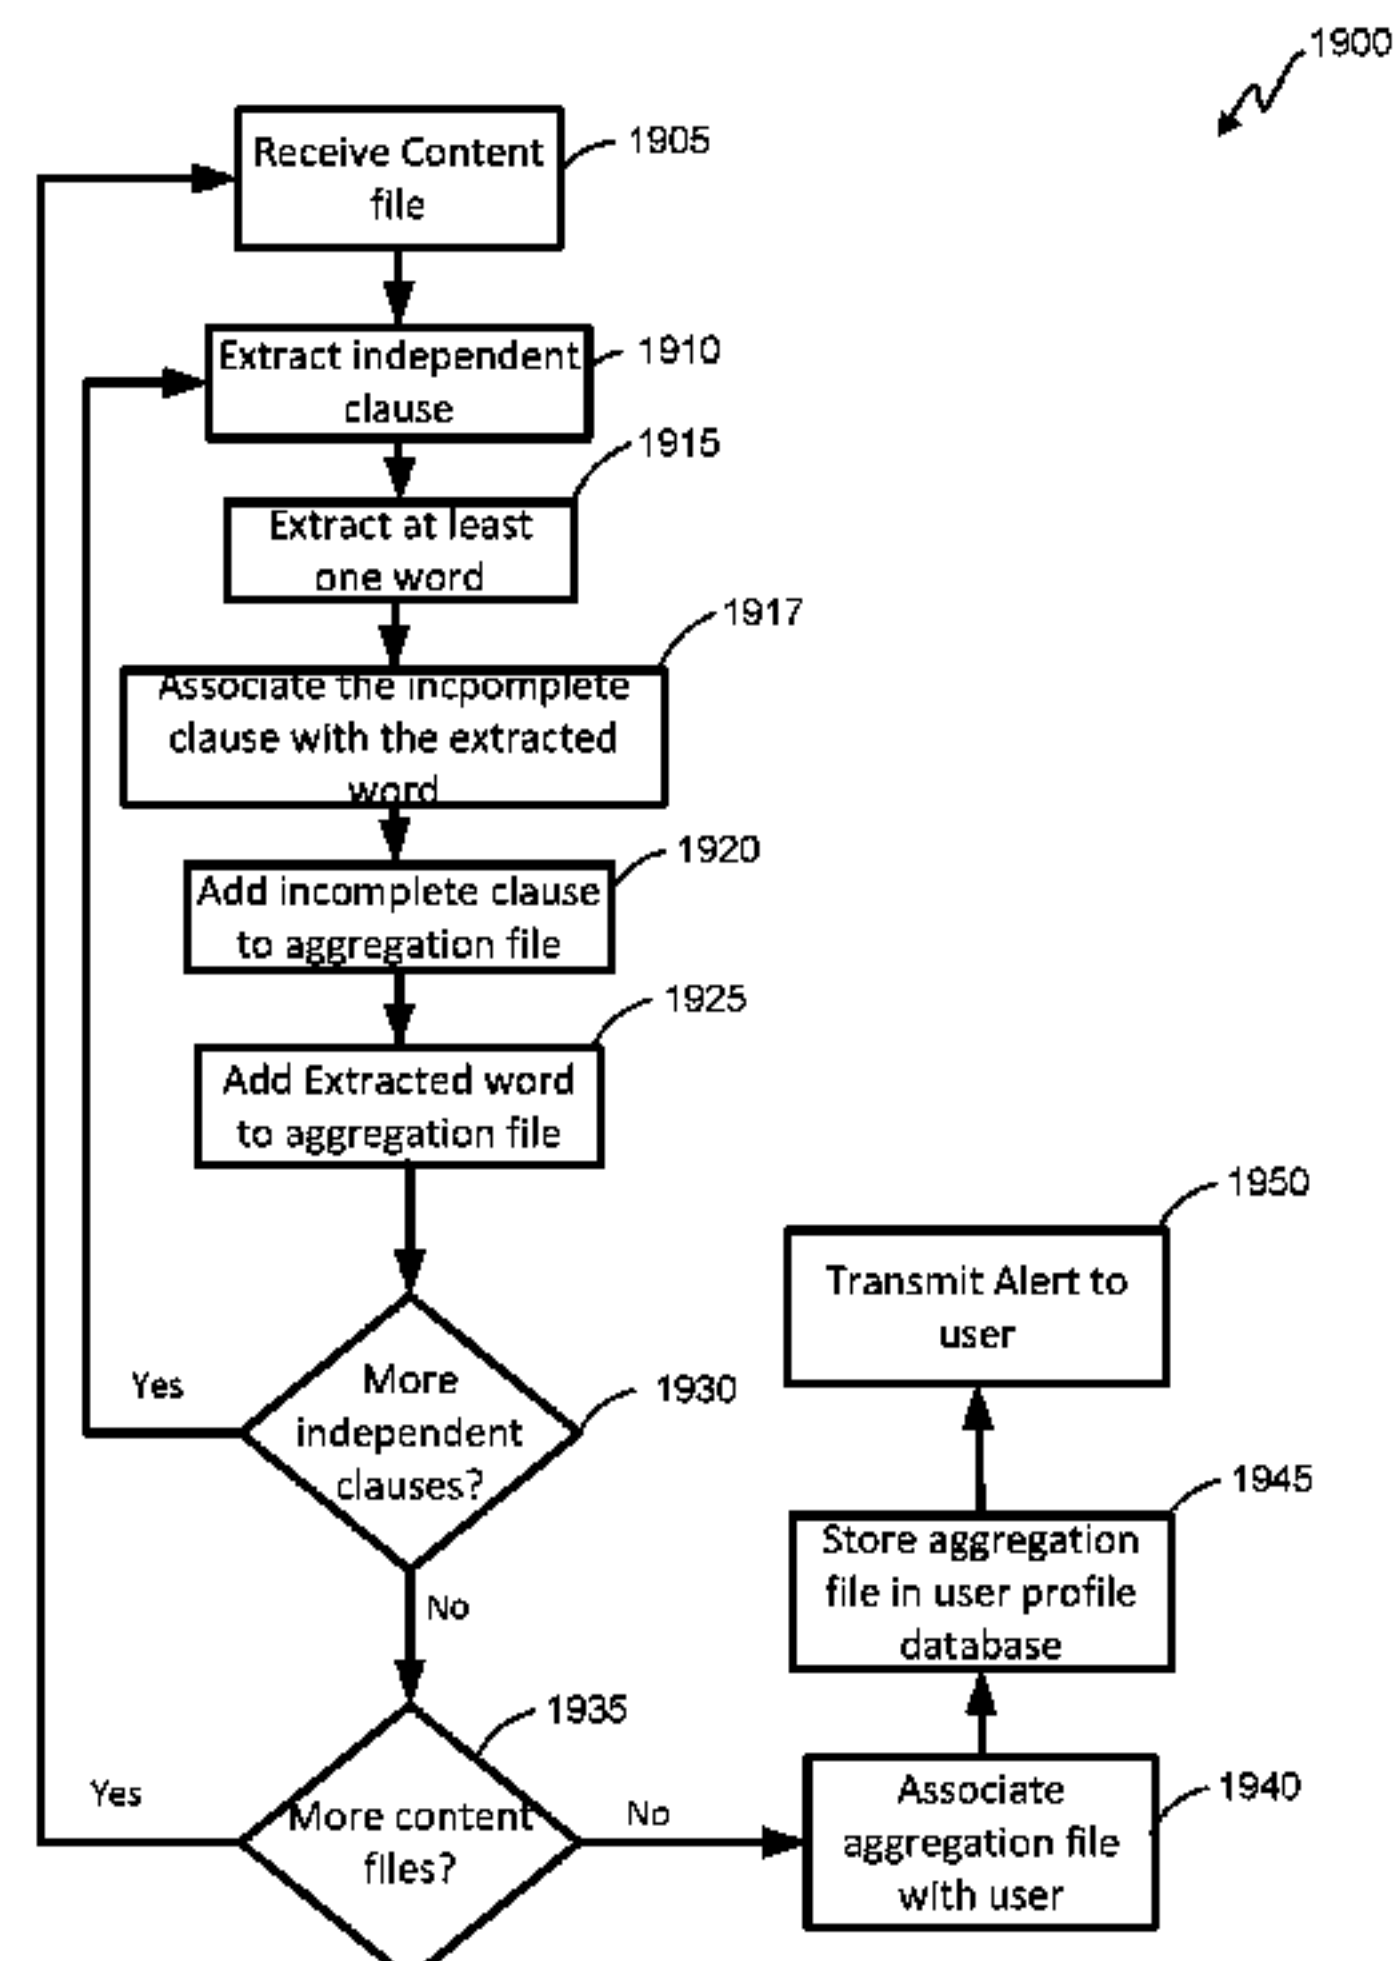 1900
Receive Content
file
1905
Extract independent
clause
1910
1915
Extract at least
one word
1917
Associate the incpomplete
clause with the extracted
word
1920
Add incomplete clause
to aggregation file
1925
Add Extracted word
to aggregation file
1950
Transmit Alert to
user
Yes
More
independent
clauses?
1930
1945
Store aggregation
file in user profile
database
No
1935
Yes
More content
files?
No
1940
Associate
aggregation file
with user